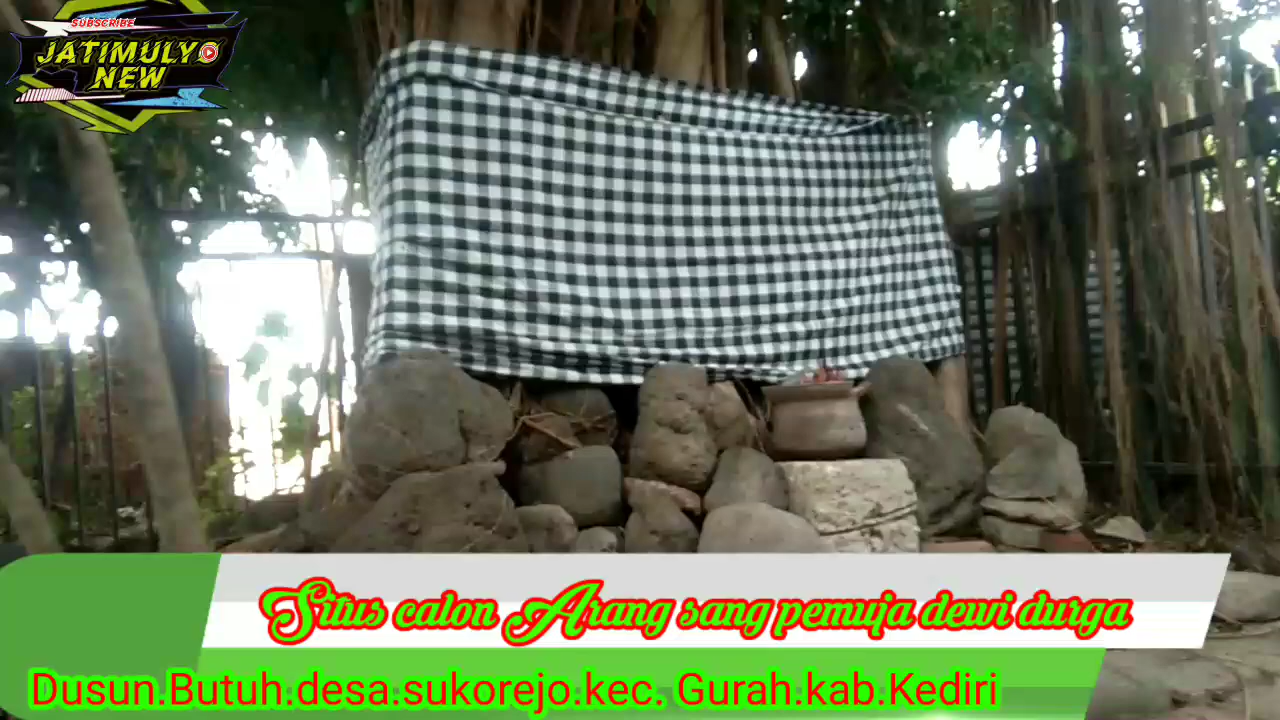 SUBSCRIBE
JATIMULYO
NEW
Situs calon Arang sang pemuja dewi durga
Dusun.Butuh.desa.sukorejo.kec. Gurah.kab.Kediri